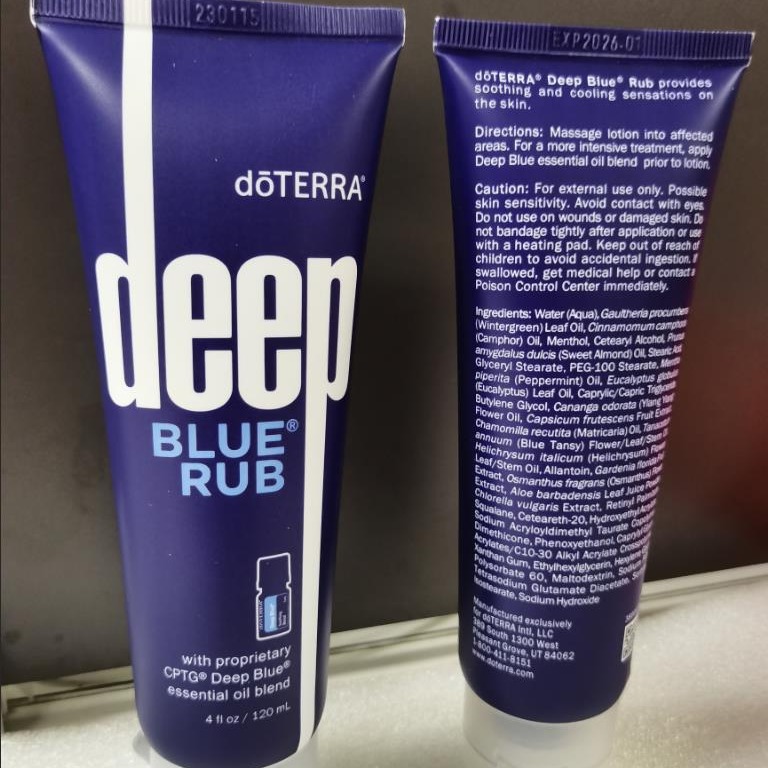 230115
dōTERRA®
deep
BLUE®
RUB
with proprietary
CPTG® Deep Blue®
essential oil blend
4 fl oz / 120 mL
EXP2026-01
dōTERRA® Deep Blue® Rub provides
soothing and cooling sensations on
the skin.
Directions: Massage lotion into affected
areas. For a more intensive treatment, apply
Deep Blue essential oil blend prior to lotion.
Caution: For external use only. Possible
skin sensitivity. Avoid contact with eyes.
Do not use on wounds or damaged skin. Do
not bandage tightly after application or use
with a heating pad. Keep out of reach of
children to avoid accidental ingestion. If
swallowed, get medical help or contact a
Poison Control Center immediately.
Ingredients: Water (Aqua), Gaultheria procumbens
(Wintergreen) Leaf Oil, Cinnamomum camphora
(Camphor) Oil, Menthol, Cetearyl Alcohol,
amygdalus dulcis (Sweet Almond) Oil, Stearic Acid,
Glyceryl Stearate, PEG-100 Stearate,
piperita (Peppermint) Oil, Eucalyptus
(Eucalyptus) Leaf Oil, Caprylic/Capric
Butylene Glycol, Cananga odorata (Ylang Ylang)
Flower Oil, Capsicum frutescens Fruit
Chamomilla recutita (Matricaria) Oil,
annuum (Blue Tansy) Flower/Leaf/Stem
Helichrysum italicum (Helichrysum)
Leaf/Stem Oil, Allantoin, Gardenia florida
Extract, Osmanthus fragrans (Osmanthus)
Extract, Aloe barbadensis Leaf Juice
Chlorella vulgaris Extract, Retinyl
Squalane, Ceteareth-20,
Sodium Acryloyldimethyl Taurate
Dimethicone, Phenoxyethanol,
Acrylates/C10-30 Alkyl Acrylate
Xanthan Gum, Ethylhexylglycerin,
Polysorbate 60, Maltodextrin, Sodium
Tetrasodium Glutamate Diacetate,
Isostearate, Sodium Hydroxide
Manufactured exclusively
for dōTERRA Intl, LLC
389 South 1300 West
Pleasant Grove, UT 84062
1-800-411-8151
www.doterra.com